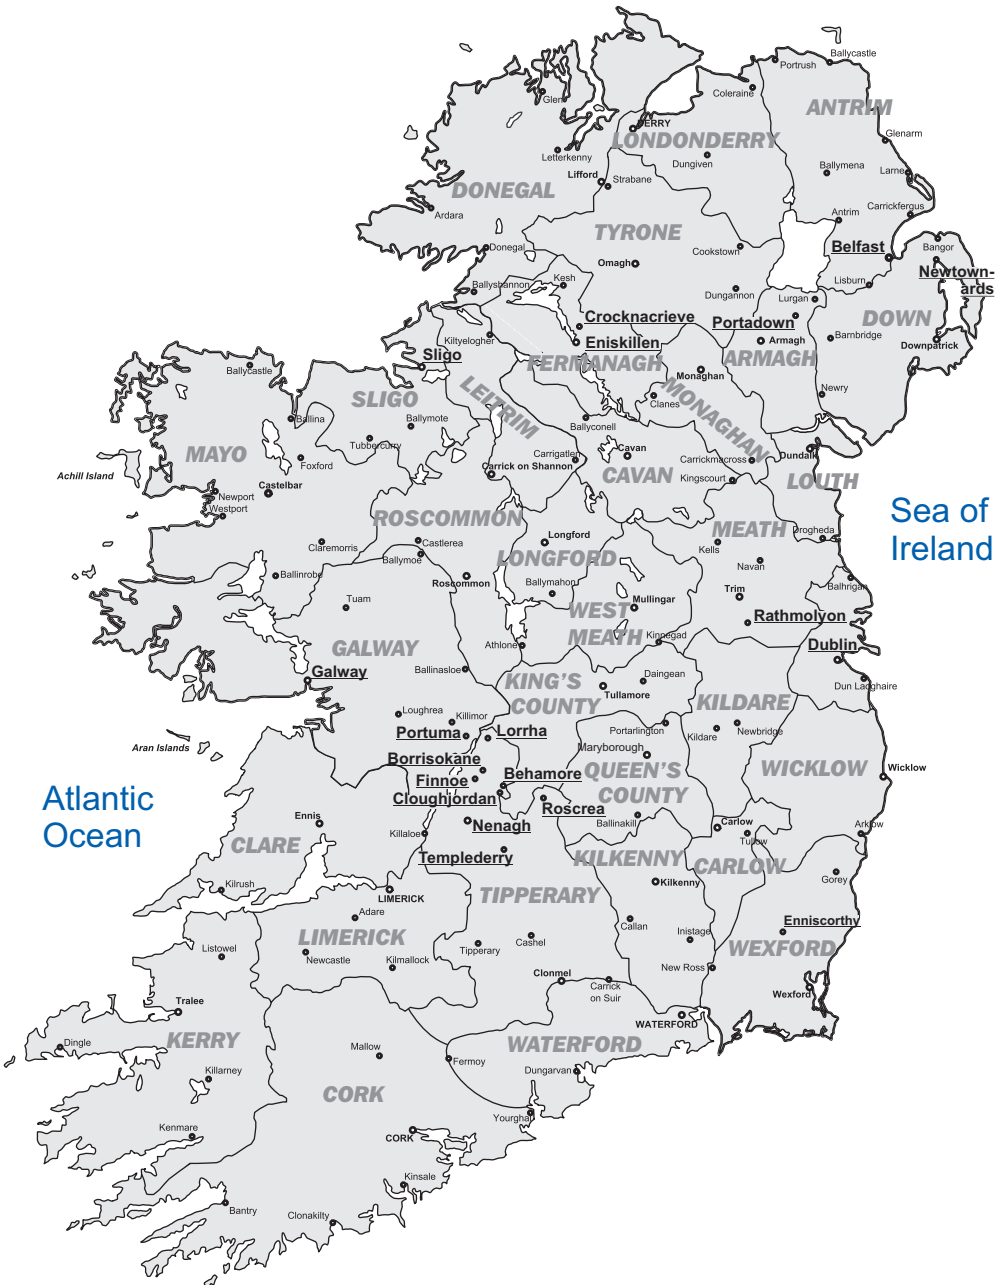 Ballycastle
Portrush
Glen
Coleraine
ANTRIM
DERRY
LONDONDERRY
Glenarm
Letterkenny
Dungiven
Ballymena
Larne
Lifford
Strabane
DONEGAL
Ardara
Carrickfergus
Antrim
TYRONE
Donegal
Cookstown
Belfast
Bangor
Omagh
Newtown-
ards
Kesh
Ballyshannon
Lisburn
Dungannon
Lurgan
Crocknacrieve
Portadown
DOWN
Kiltyelogher
Eniskillen
Armagh
Barnbridge
Downpatrick
Sligo
FERMANAGH
ARMAGH
Ballycastle
Monaghan
SLIGO
LEITRIM
Clanes
MONAGHAN
Newry
Ballina
Ballymote
Ballyconell
Tubbercurry
MAYO
Foxford
Carrigatlen
Cavan
Carrickmacross
Dundalk
Achill Island
Carrick on Shannon
CAVAN
Kingscourt
LOUTH
Castelbar
Newport
Westport
Sea of
Ireland
ROSCOMMON
MEATH
Drogheda
Claremorris
Castlerea
Longford
Kells
Ballymoe
LONGFORD
Navan
Ballinrobe
Roscommon
Ballymahon
Trim
Balhrigan
Tuam
WEST
MEATH
Mullingar
Rathmolyon
Kinnegad
Athlone
Dublin
GALWAY
Galway
Ballinasloe
KING'S
COUNTY
Daingean
Tullamore
Dun Laoghaire
KILDARE
Loughrea
Killimor
Portuma
Lorrha
Portarlington
Kildare
Newbridge
Aran Islands
Maryborough
Borrisokane
Finnoe
Behamore
QUEEN'S
COUNTY
WICKLOW
Wicklow
Cloughjordan
Atlantic
Ocean
Roscrea
Ennis
Nenagh
Ballinakill
Carlow
Arklow
Killaloe
Tullow
CLARE
Templederry
KILKENNY
CARLOW
Kilrush
LIMERICK
TIPPERARY
Kilkenny
Gorey
Adare
Callan
Enniscorthy
LIMERICK
Inistage
Listowel
Newcastle
Kilmallock
Tipperary
Cashel
WEXFORD
New Ross
Clonmel
Carrick
on Suir
Wexford
Tralee
WATERFORD
Dingle
KERRY
Mallow
Fermoy
WATERFORD
Killarney
Dungarvan
CORK
Yourghal
Kenmare
CORK
Kinsale
Bantry
Clonakilty